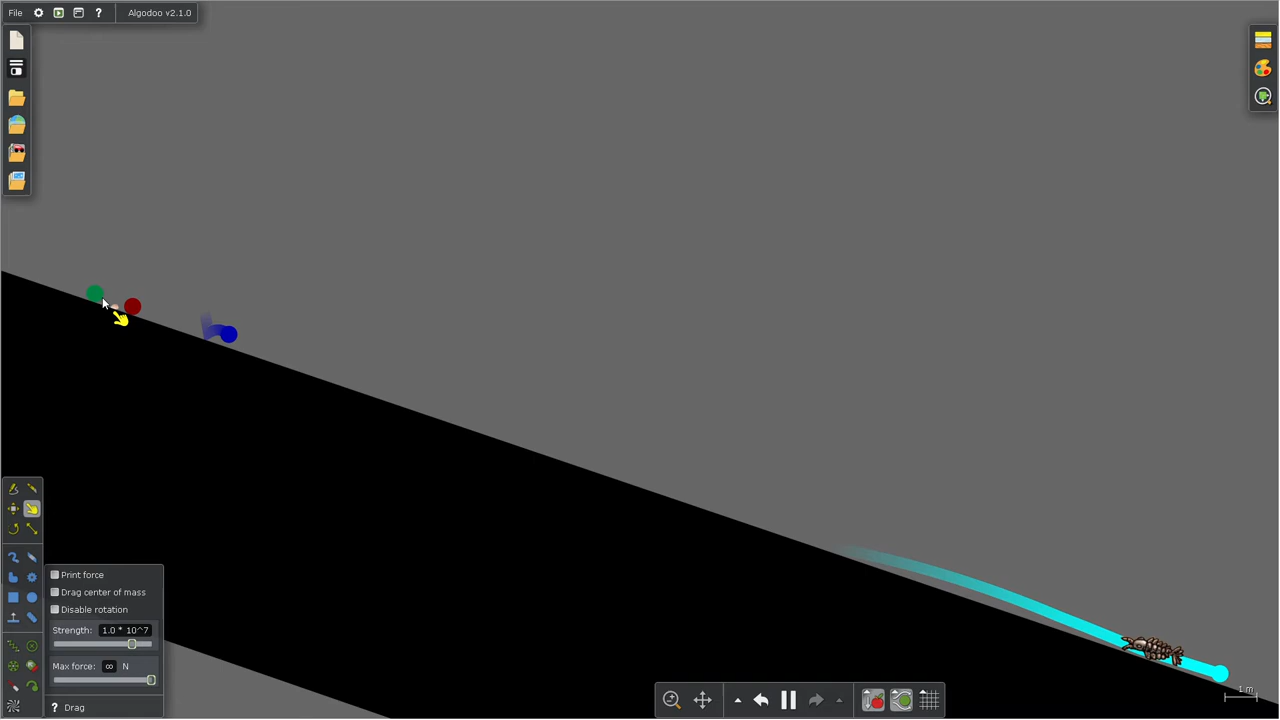 File ? Algodoo v2.1.0
Print force
Drag center of mass
Disable rotation
Strength: 1.0 * 10^7
Max force: ∞ N
? Drag
1 m